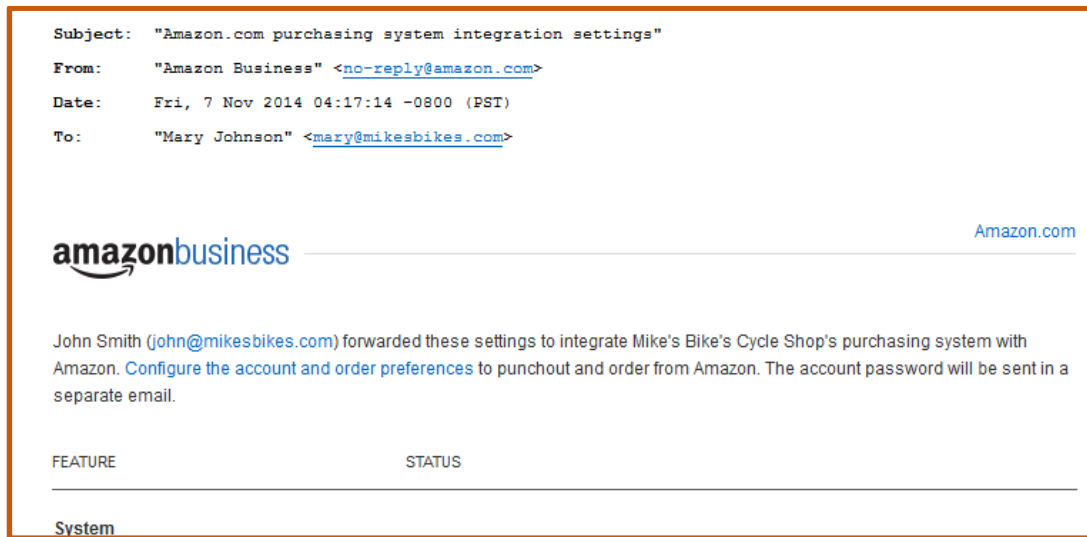 Subject: "Amazon.com purchasing system integration settings"
From: "Amazon Business" <no-reply@amazon.com>
Date: Fri, 7 Nov 2014 04:17:14 -0800 (PST)
To: "Mary Johnson" <mary@mikesbikes.com>
Amazon.com
amazonbusiness
John Smith (john@mikesbikes.com) forwarded these settings to integrate Mike's Bike's Cycle Shop's purchasing system with
Amazon. Configure the account and order preferences to punchout and order from Amazon. The account password will be sent in a
separate email.
FEATURE STATUS
System